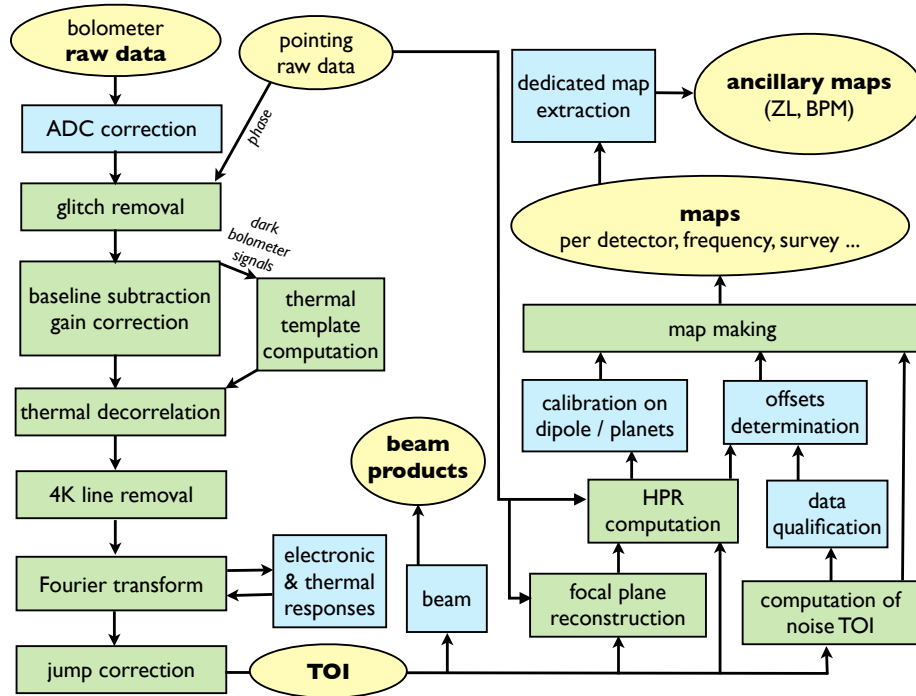 bolometer
raw data
pointing
raw data
ADC correction
phase
glitch removal
dark
bolometer
signals
baseline subtraction
gain correction
thermal
template
computation
thermal decorrelation
4K line removal
Fourier transform
electronic
& thermal
responses
jump correction
TOI
beam
products
beam
dedicated map
extraction
ancillary maps
(ZL, BPM)
maps
per detector, frequency, survey ...
map making
calibration on
dipole / planets
offsets
determination
HPR
computation
data
qualification
focal plane
reconstruction
computation of
noise TOI